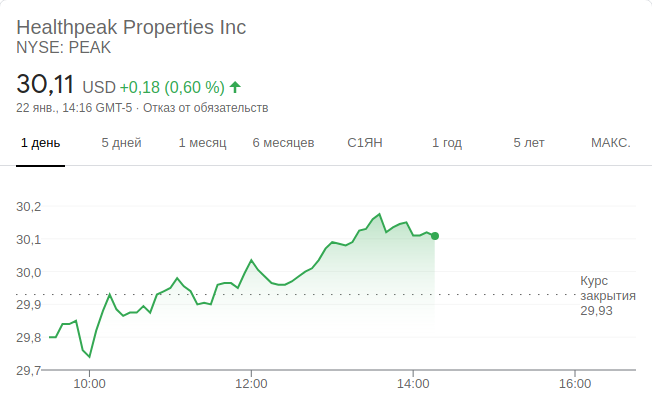 Healthpeak Properties Inc
NYSE: PEAK
30,11 USD +0,18 (0,60 %)
22 янв., 14:16 GMT-5 · Отказ от обязательств
1 день 5 дней 1 месяц 6 месяцев С1ЯН 1 год 5 лет МАКС.
30,2
30,1
30,0
29,9
29,8
29,7
Курс
закрытия
29,93
10:00 12:00 14:00 16:00